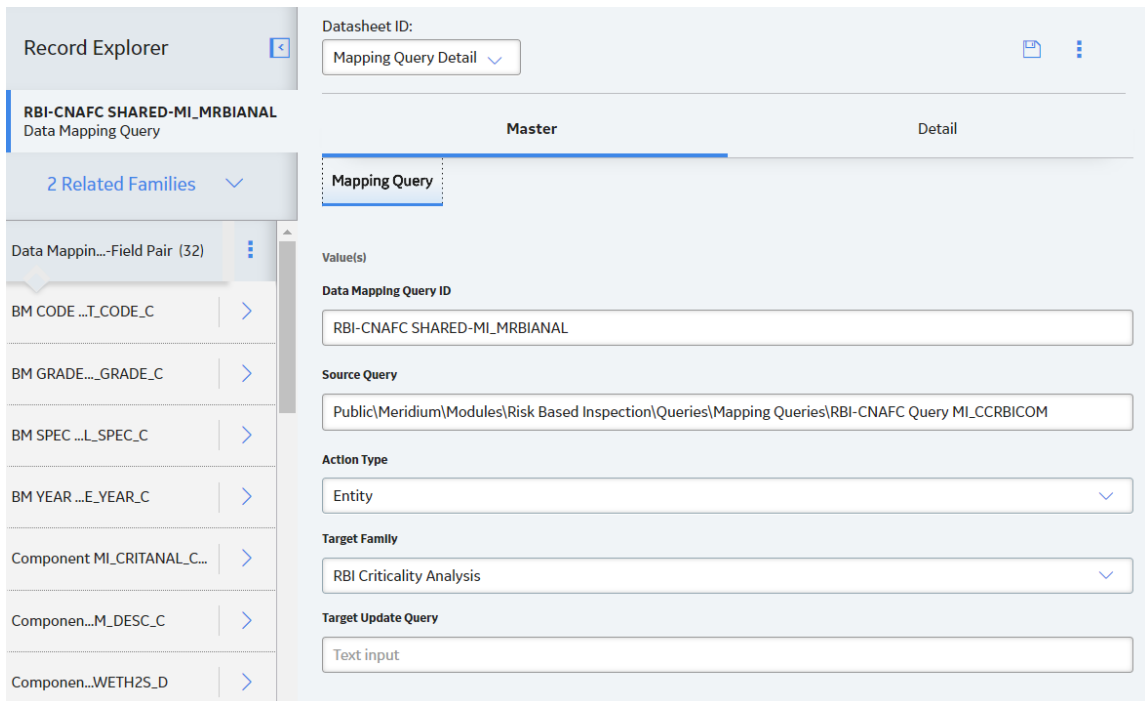 Record Explorer
RBI-CNAFC SHARED-MI_MRBIANAL
Data Mapping Query
2 Related Families
Data Mappin...-Field Pair (32)
BM CODE ...T_CODE_C
BM GRADE..._GRADE_C
BM SPEC ...L_SPEC_C
BM YEAR ...E_YEAR_C
Component MI_CRITANAL_C...
Componen...M_DESC_C
Componen...WETH2S_D
Datasheet ID:
Mapping Query Detail
Master
Detail
Mapping Query
Value(s)
Data Mapping Query ID
RBI-CNAFC SHARED-MI_MRBIANAL
Source Query
Public\Meridium\Modules\Risk Based Inspection\Queries\Mapping Queries\RBI-CNAFC Query MI_CCRBICOM
Action Type
Entity
Target Family
RBI Criticality Analysis
Target Update Query
Text input